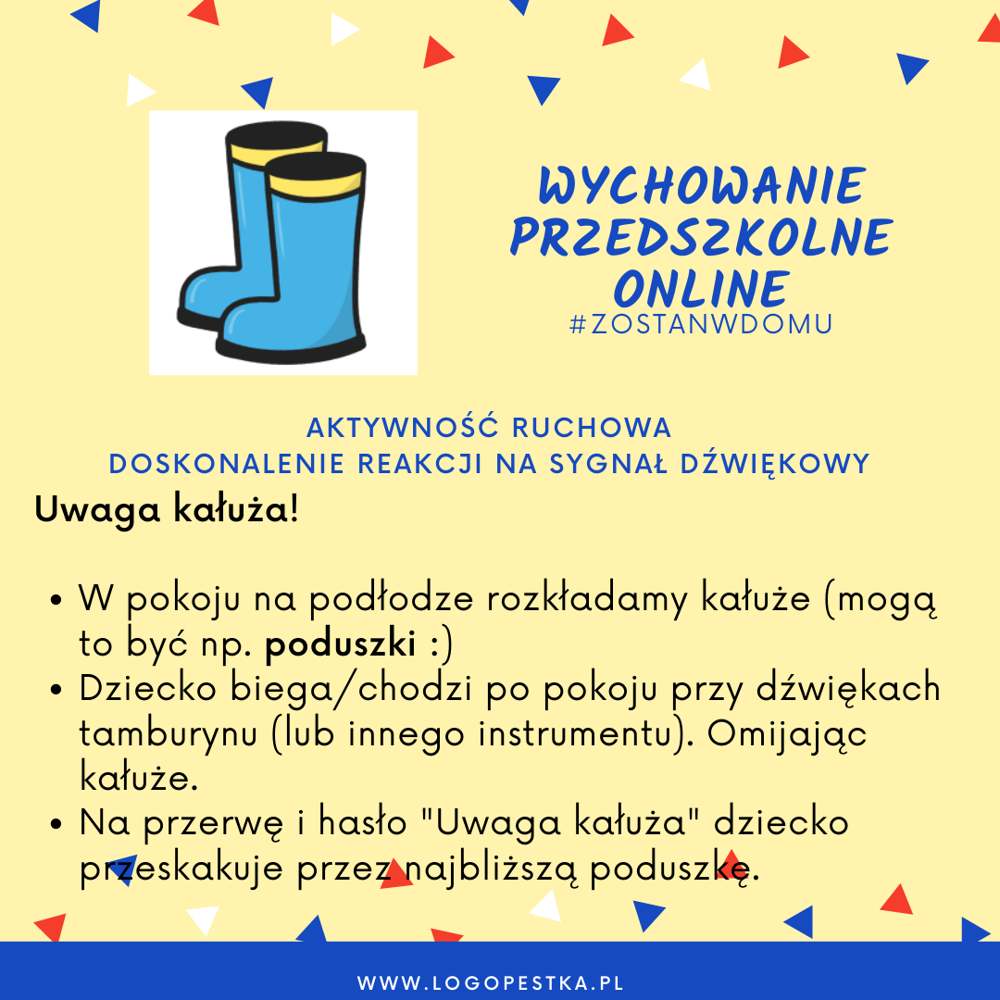 WYCHOWANIE
PRZEDSZKOLNE
ONLINE
#ZOSTANWDOMU
AKTYWNOŚĆ RUCHOWA
DOSKONALENIE REAKCJI NA SYGNAŁ DŹWIĘKOWY
Uwaga kałuża!
• W pokoju na podłodze rozkładamy kałuże (mogą
to być np. poduszki :)
• Dziecko biega/chodzi po pokoju przy dźwiękach
tamburynu (lub innego instrumentu). Omijając
kałuże.
• Na przerwę i hasło "Uwaga kałuża" dziecko
przeskakuje przez najbliższą poduszkę.
WWW.LOGOPESTKA.PL